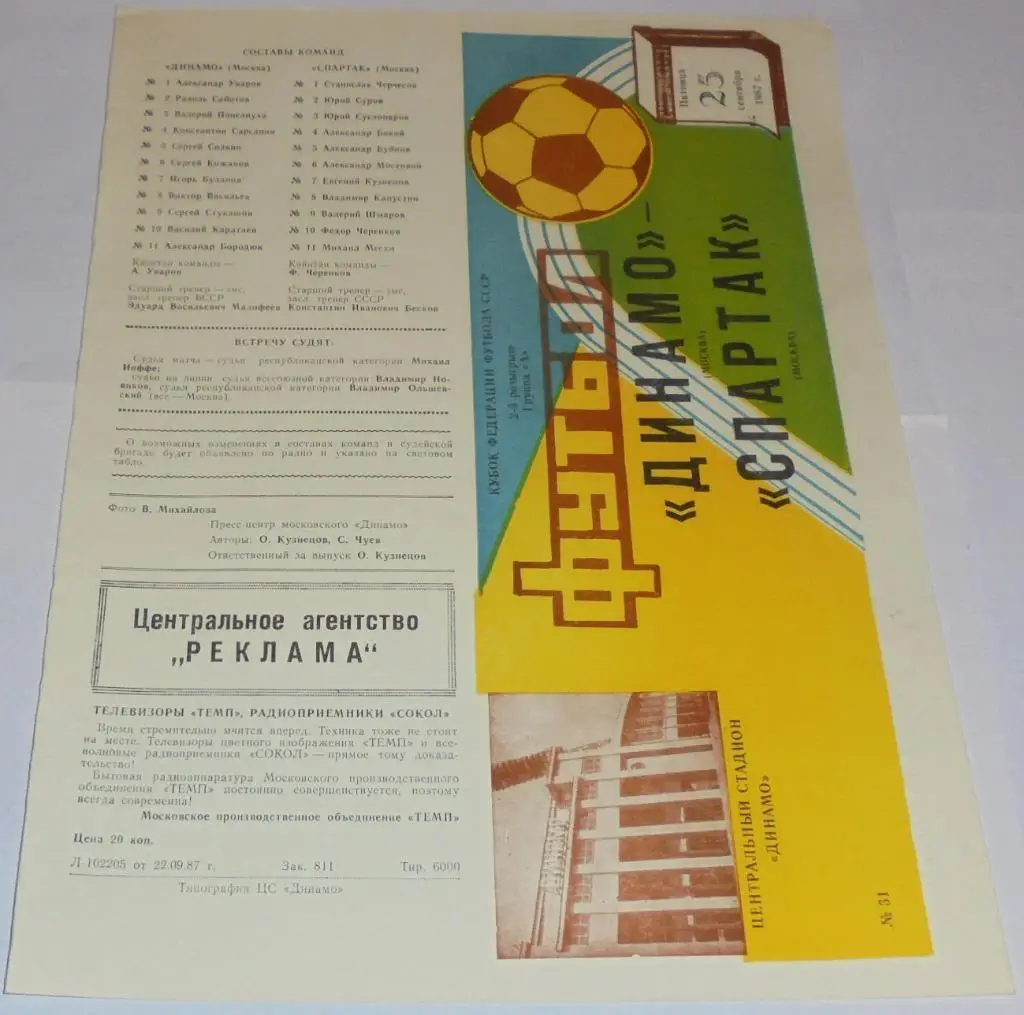 СОСТАВЫ КОМАНД
«ДИНАМО» (Москва)
№ 1 Александр Уваров
№ 2 Рамиль Сабитов
№ 3 Валерий
№ 4 Константин Саркания
№ 5 Сергей Силкин
№ 6 Сергей Кожанов
№ 7 Игорь Буланов
№ 8 Виктор Васильев
№ 9 Сергей Стукашов
№ 10 Василий Каратаев
№ 11 Александр Бородюк
Капитан команды —
А. Уваров
Старший тренер — змс,
засл. тренер БССР
Эдуард Васильевич Малофеев
«СПАРТАК» (Москва)
№ 1 Станислав Черчесов
№ 2 Юрий Суров
№ 3 Юрий Суслопаров
№ 4 Александр Бокий
№ 5 Александр Бубнов
№ 6 Александр Мостовой
№ 7 Евгений Кузнецов
№ 8 Владимир Капустин
№ 9 Валерий Шмаров
№ 10 Федор Черенков
№ 11 Михаил Месхи
Капитан команды —
Ф. Черенков
Старший тренер — змс,
засл. тренер СССР
Константин Иванович Бесков
ВСТРЕЧУ СУДЯТ:
Судья матча — судья республиканской категории Михаил
Иоффе;
судьи на линии: судья всесоюзной категории Владимир Но-
виков, судья республиканской категории Владимир Ольшев-
ский (все — Москва).
О возможных изменениях в составах команд и судейской
бригаде будет объявлено по радио и указано на световом
табло.
Фото В. Михайлова
Пресс-центр московского «Динамо»
Авторы: О. Кузнецов, С. Чуев
Ответственный за выпуск О. Кузнецов
Центральное агентство
„РЕКЛАМА“
ТЕЛЕВИЗОРЫ «ТЕМП», РАДИОПРИЕМНИКИ «СОКОЛ»
Время стремительно мчится вперед. Техника тоже не стоит
на месте. Телевизоры цветного изображения «ТЕМП» и все-
волновые радиоприемники «СОКОЛ» — прямое тому доказа-
тельство!
Бытовая радиоаппаратура Московского производственного
объединения «ТЕМП» постоянно совершенствуется, поэтому
всегда современна!
Московское производственное объединение «ТЕМП»
Цена 20 коп.
Л-102205 от 22.09.87 г. Зак. 811 Тир. 6000
Типография ЦС «Динамо»
Пятница
25
сентября
1987 г.
КУБОК ФЕДЕРАЦИИ ФУТБОЛА СССР
2-й розыгрыш
Группа «А»
ФУТБОЛ
«ДИНАМО» —
(МОСКВА)
«СПАРТАК»
(МОСКВА)
ЦЕНТРАЛЬНЫЙ СТАДИОН
«ДИНАМО»
№ 31